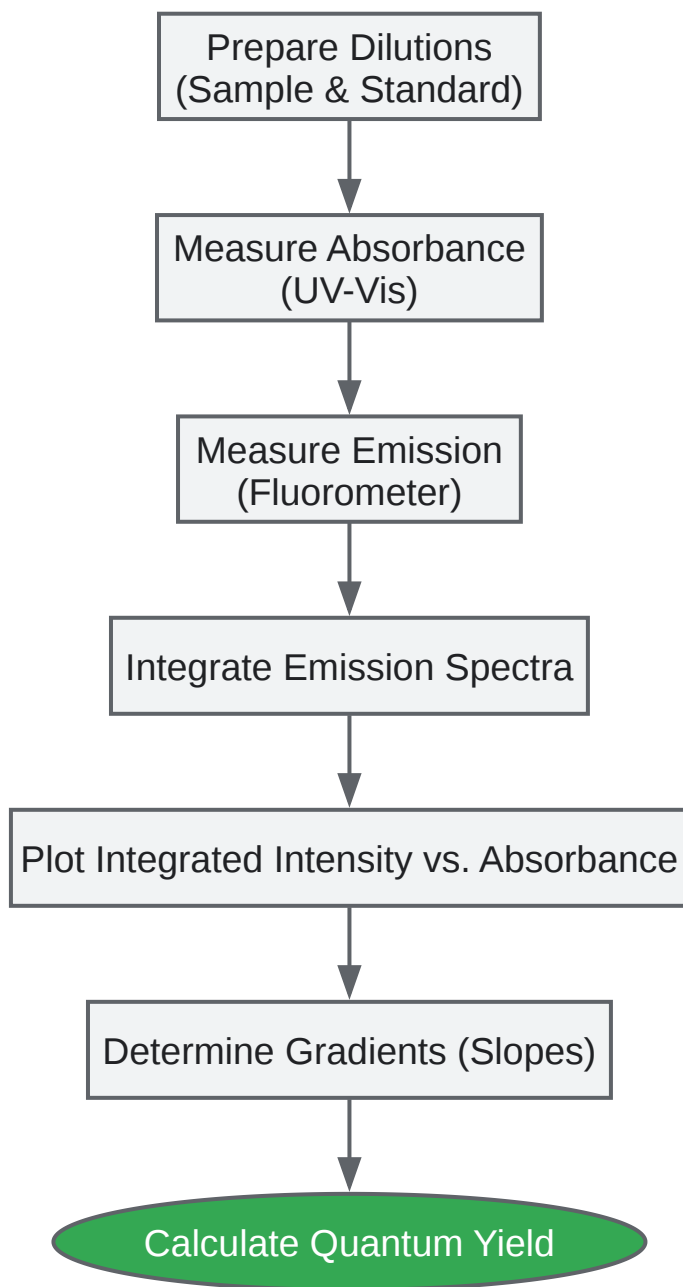 Prepare Dilutions
(Sample & Standard)
Measure Absorbance
(UV-Vis)
Measure Emission
(Fluorometer)
Integrate Emission Spectra
Plot Integrated Intensity vs. Absorbance
Determine Gradients (Slopes)
Calculate Quantum Yield